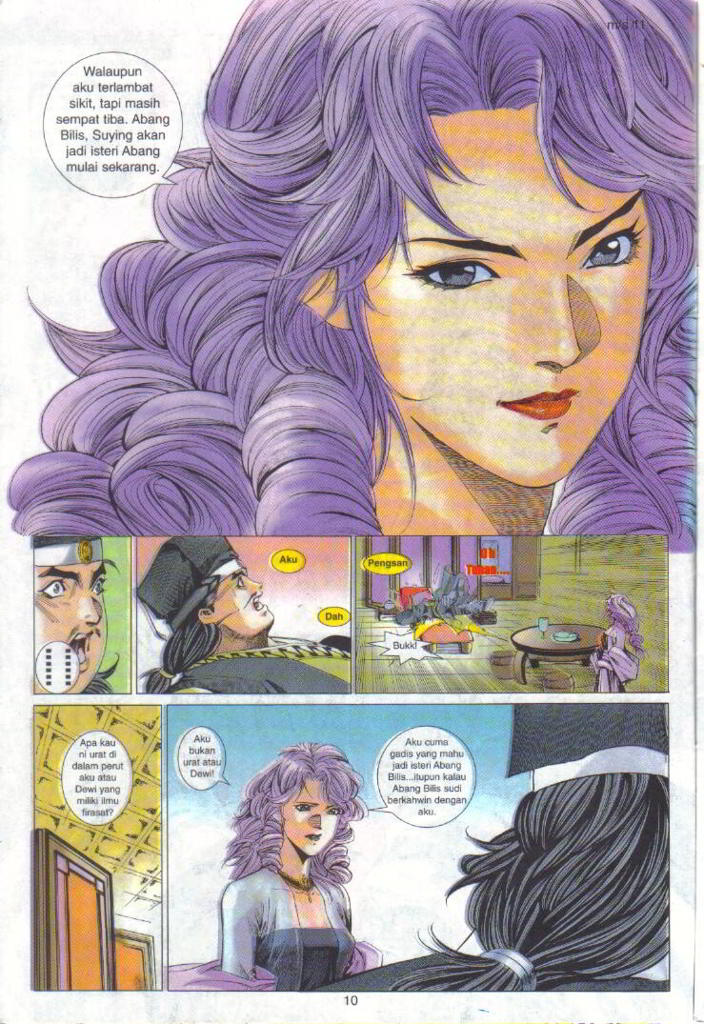 m/s 11
Walaupun
aku terlambat
sikit, tapi masih
sempat tiba. Abang
Bilis, Suying akan
jadi isteri Abang
mulai sekarang.
Aku
Dah
Pengsan
Oh
Tuhan....
Bukk!
Apa kau
ni urat di
dalam perut
aku atau
Dewi yang
miliki ilmu
firasat?
Aku
bukan
urat atau
Dewi!
Aku cuma
gadis yang mahu
jadi isteri Abang
Bilis...itupun kalau
Abang Bilis sudi
berkahwin dengan
aku.
10